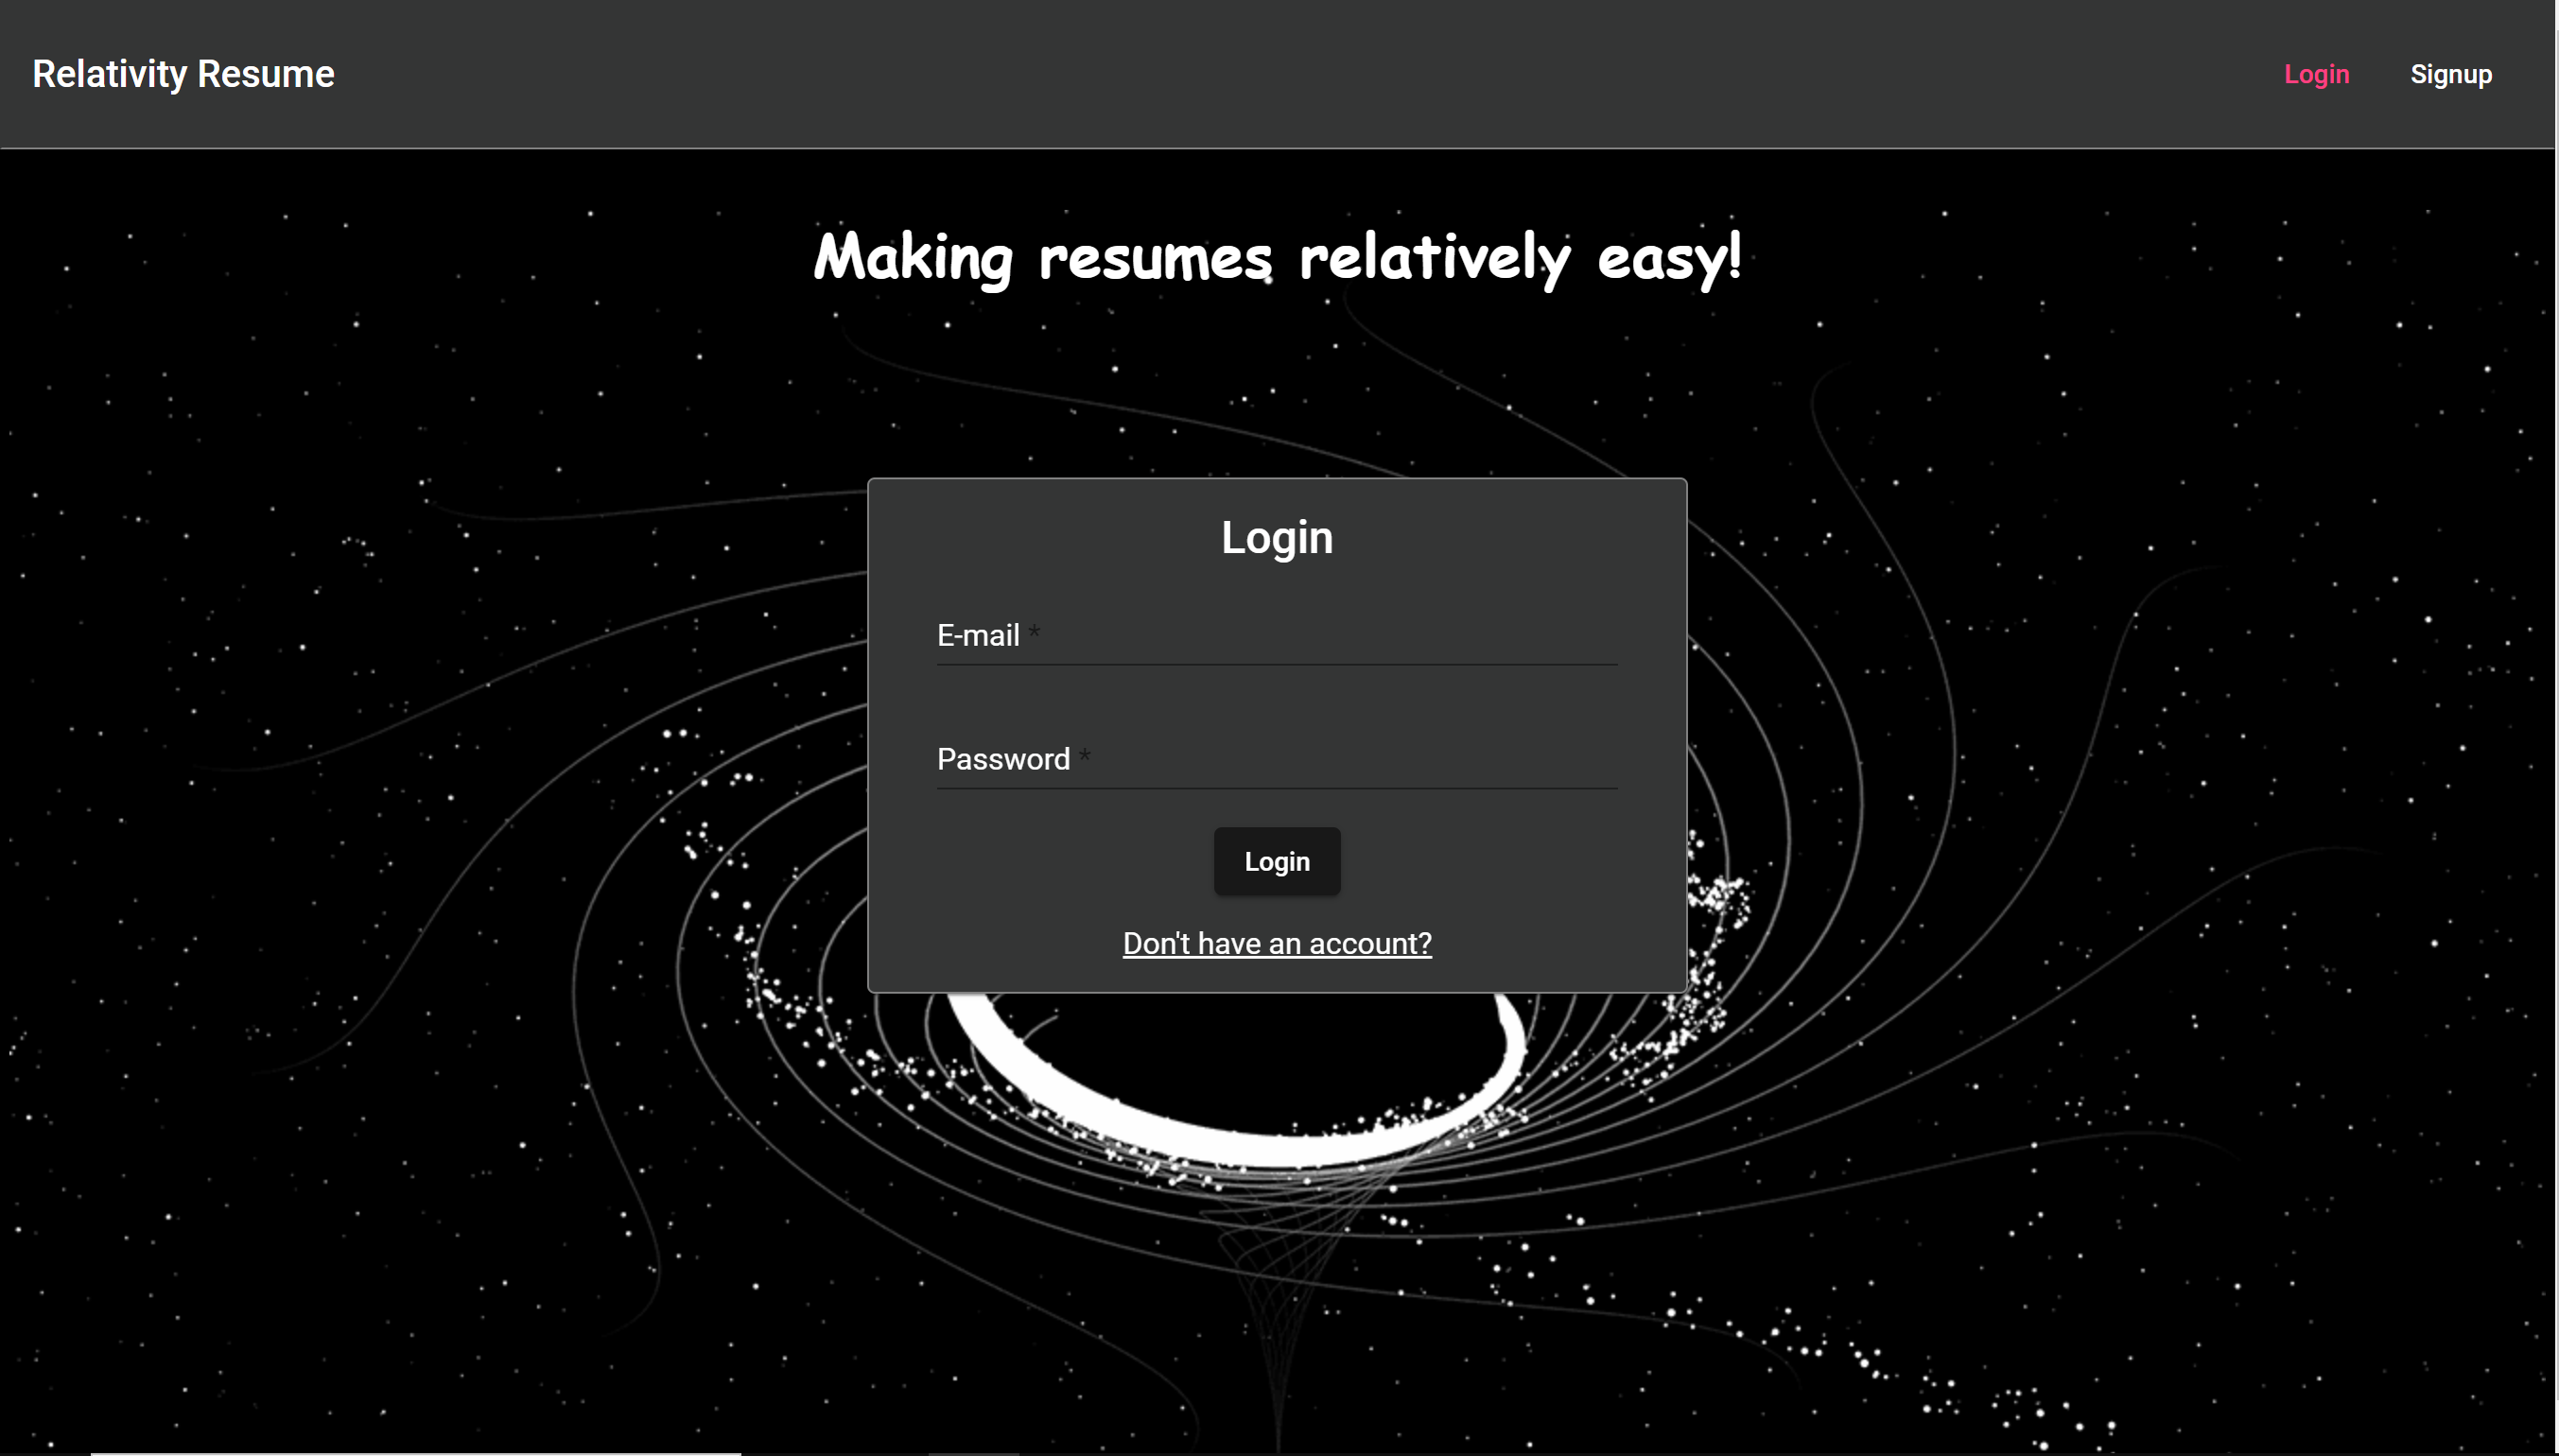 Relativity Resume
Login
Signup
Making resumes relatively easy!
Login
E-mail *
Password *
Login
Don't have an account?